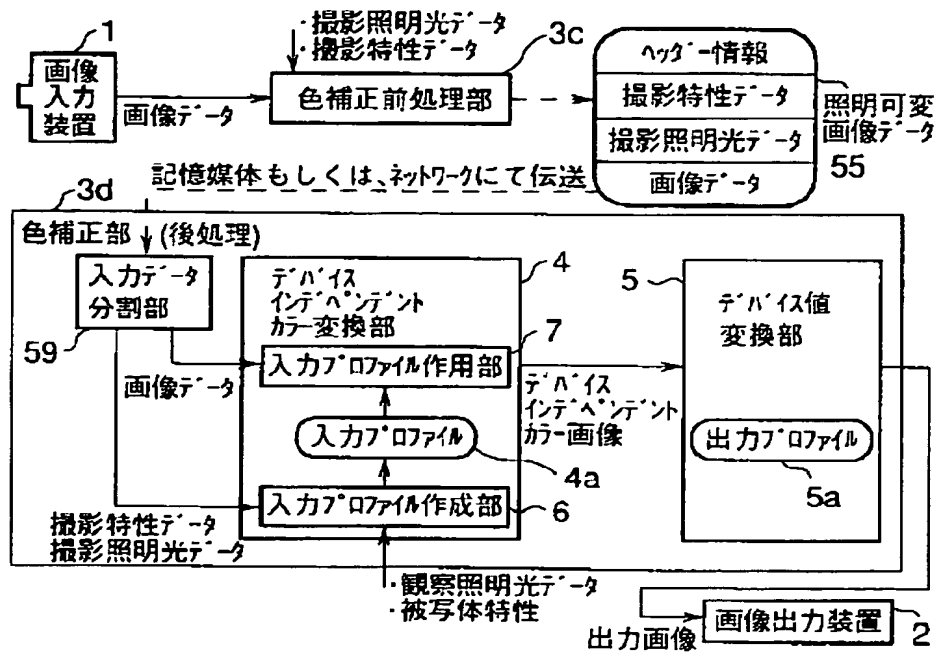 1
画像
入力
装置
画像データ
・撮影照明光データ
・撮影特性データ
3c
色補正前処理部
ヘッダー情報
撮影特性データ
撮影照明光データ
画像データ
照明可変
画像データ
55
記憶媒体もしくは、ネットワークにて伝送
3d
色補正部
(後処理)
入力データ
分割部
59
画像データ
撮影特性データ
撮影照明光データ
4
デバイス
インデペンデント
カラー変換部
7
入力プロファイル作用部
入力プロファイル
4a
入力プロファイル作成部
6
・観察照明光データ
・被写体特性
デバイス
インデペンデント
カラー画像
5
デバイス値
変換部
出力プロファイル
5a
出力画像
画像出力装置
2